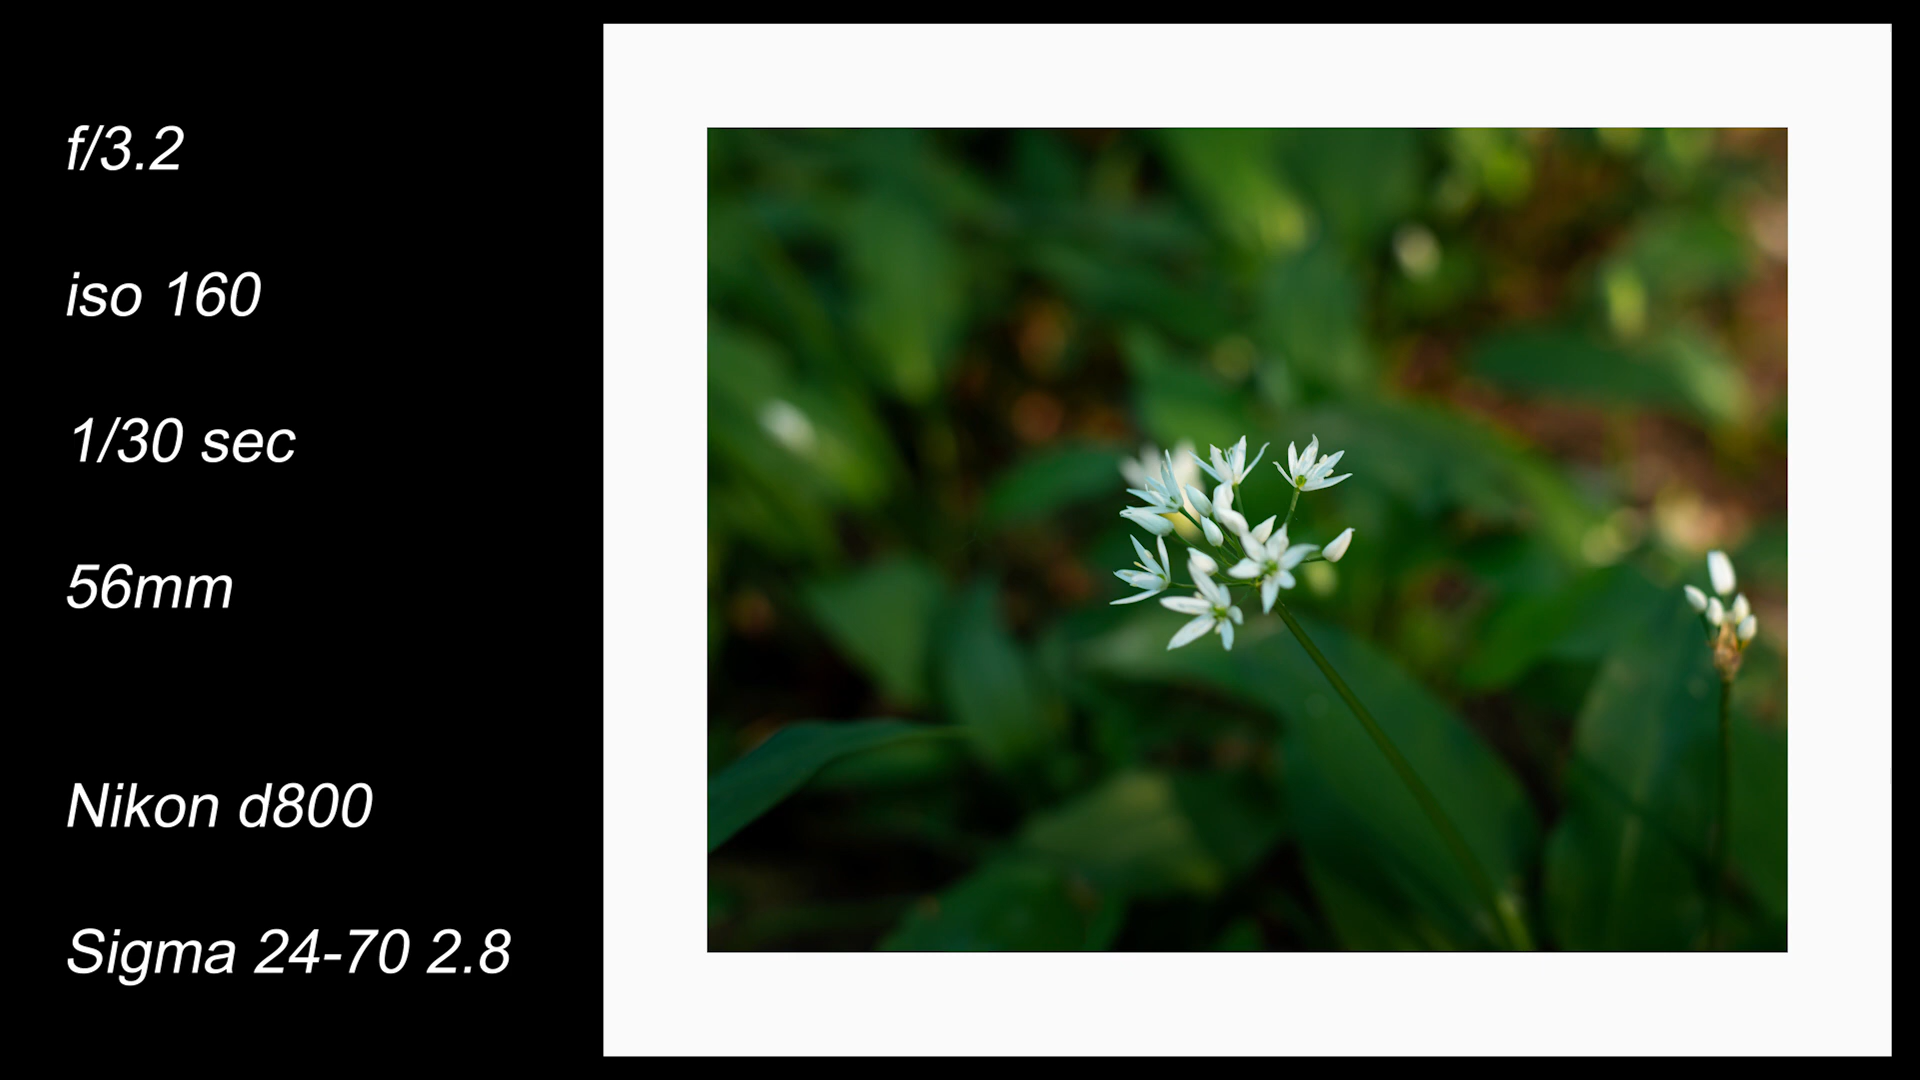 f/3.2
iso 160
1/30 sec
56mm
Nikon d800
Sigma 24-70 2.8